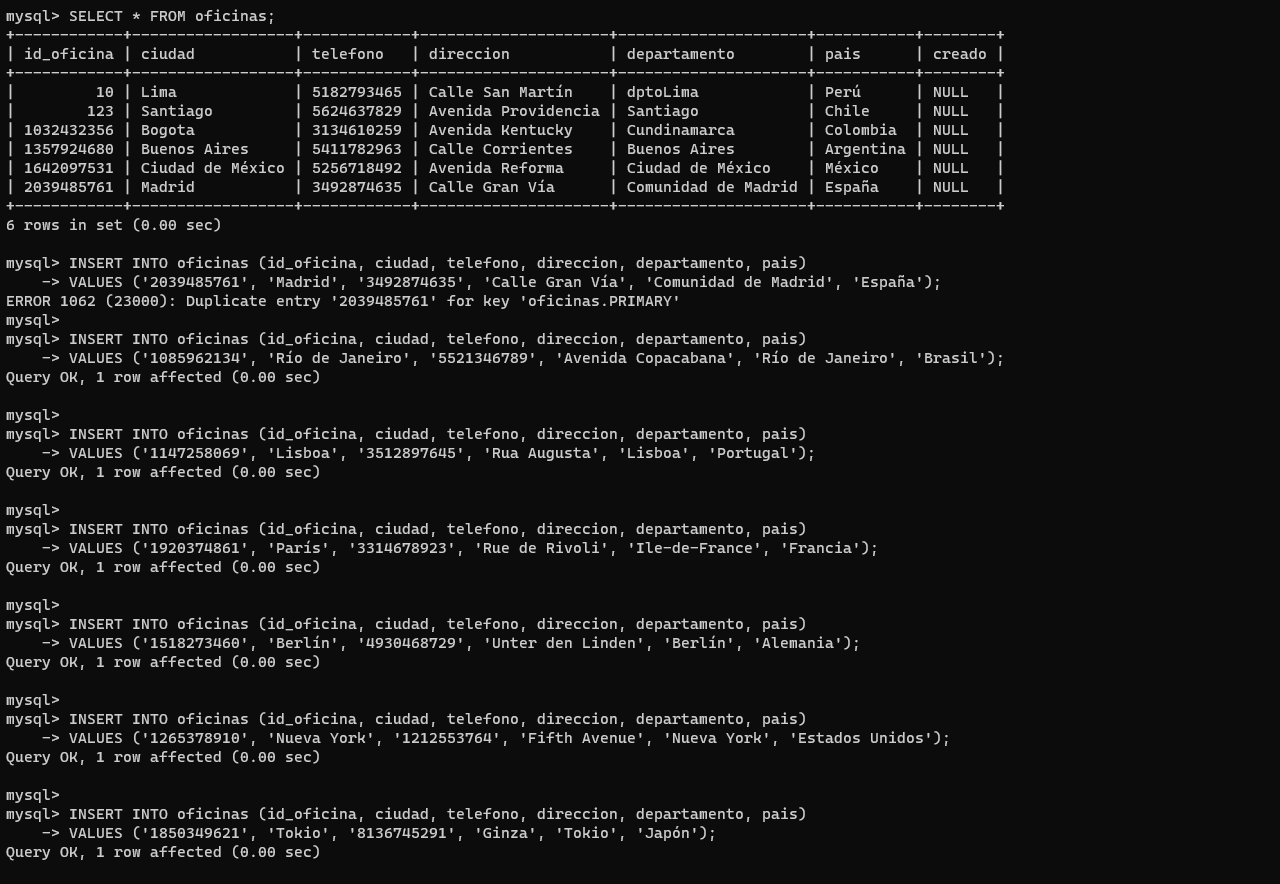 mysql> SELECT * FROM oficinas;
+------------+------------------+------------+---------------------+---------------------+-----------+--------+
| id_oficina | ciudad           | telefono   | direccion           | departamento        | pais      | creado |
+------------+------------------+------------+---------------------+---------------------+-----------+--------+
|         10 | Lima             | 5182793465 | Calle San Martín    | dptoLima            | Perú      | NULL   |
|        123 | Santiago         | 5624637829 | Avenida Providencia | Santiago            | Chile     | NULL   |
| 1032432356 | Bogota           | 3134610259 | Avenida Kentucky    | Cundinamarca        | Colombia  | NULL   |
| 1357924680 | Buenos Aires     | 5411782963 | Calle Corrientes    | Buenos Aires        | Argentina | NULL   |
| 1642097531 | Ciudad de México | 5256718492 | Avenida Reforma     | Ciudad de México    | México    | NULL   |
| 2039485761 | Madrid           | 3492874635 | Calle Gran Vía      | Comunidad de Madrid | España    | NULL   |
+------------+------------------+------------+---------------------+---------------------+-----------+--------+
6 rows in set (0.00 sec)

mysql> INSERT INTO oficinas (id_oficina, ciudad, telefono, direccion, departamento, pais)
    -> VALUES ('2039485761', 'Madrid', '3492874635', 'Calle Gran Vía', 'Comunidad de Madrid', 'España');
ERROR 1062 (23000): Duplicate entry '2039485761' for key 'oficinas.PRIMARY'
mysql>
mysql> INSERT INTO oficinas (id_oficina, ciudad, telefono, direccion, departamento, pais)
    -> VALUES ('1085962134', 'Río de Janeiro', '5521346789', 'Avenida Copacabana', 'Río de Janeiro', 'Brasil');
Query OK, 1 row affected (0.00 sec)

mysql>
mysql> INSERT INTO oficinas (id_oficina, ciudad, telefono, direccion, departamento, pais)
    -> VALUES ('1147258069', 'Lisboa', '3512897645', 'Rua Augusta', 'Lisboa', 'Portugal');
Query OK, 1 row affected (0.00 sec)

mysql>
mysql> INSERT INTO oficinas (id_oficina, ciudad, telefono, direccion, departamento, pais)
    -> VALUES ('1920374861', 'París', '3314678923', 'Rue de Rivoli', 'Ile-de-France', 'Francia');
Query OK, 1 row affected (0.00 sec)

mysql>
mysql> INSERT INTO oficinas (id_oficina, ciudad, telefono, direccion, departamento, pais)
    -> VALUES ('1518273460', 'Berlín', '4930468729', 'Unter den Linden', 'Berlín', 'Alemania');
Query OK, 1 row affected (0.00 sec)

mysql>
mysql> INSERT INTO oficinas (id_oficina, ciudad, telefono, direccion, departamento, pais)
    -> VALUES ('1265378910', 'Nueva York', '1212553764', 'Fifth Avenue', 'Nueva York', 'Estados Unidos');
Query OK, 1 row affected (0.00 sec)

mysql>
mysql> INSERT INTO oficinas (id_oficina, ciudad, telefono, direccion, departamento, pais)
    -> VALUES ('1850349621', 'Tokio', '8136745291', 'Ginza', 'Tokio', 'Japón');
Query OK, 1 row affected (0.00 sec)